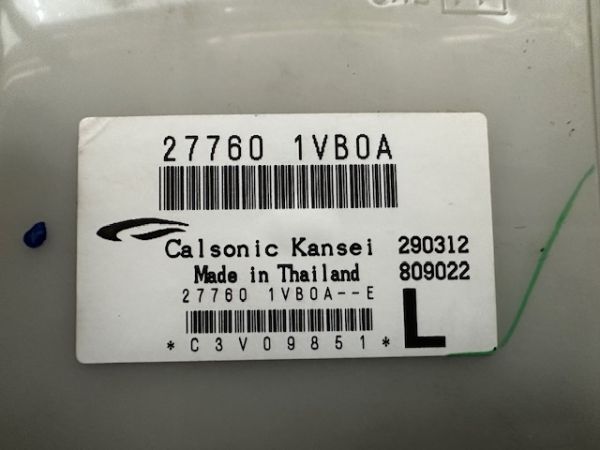 27760 1VB0A
Calsonic Kansei 290312
Made in Thailand 809022
27760 1VB0A--E
L
*C3V09851*